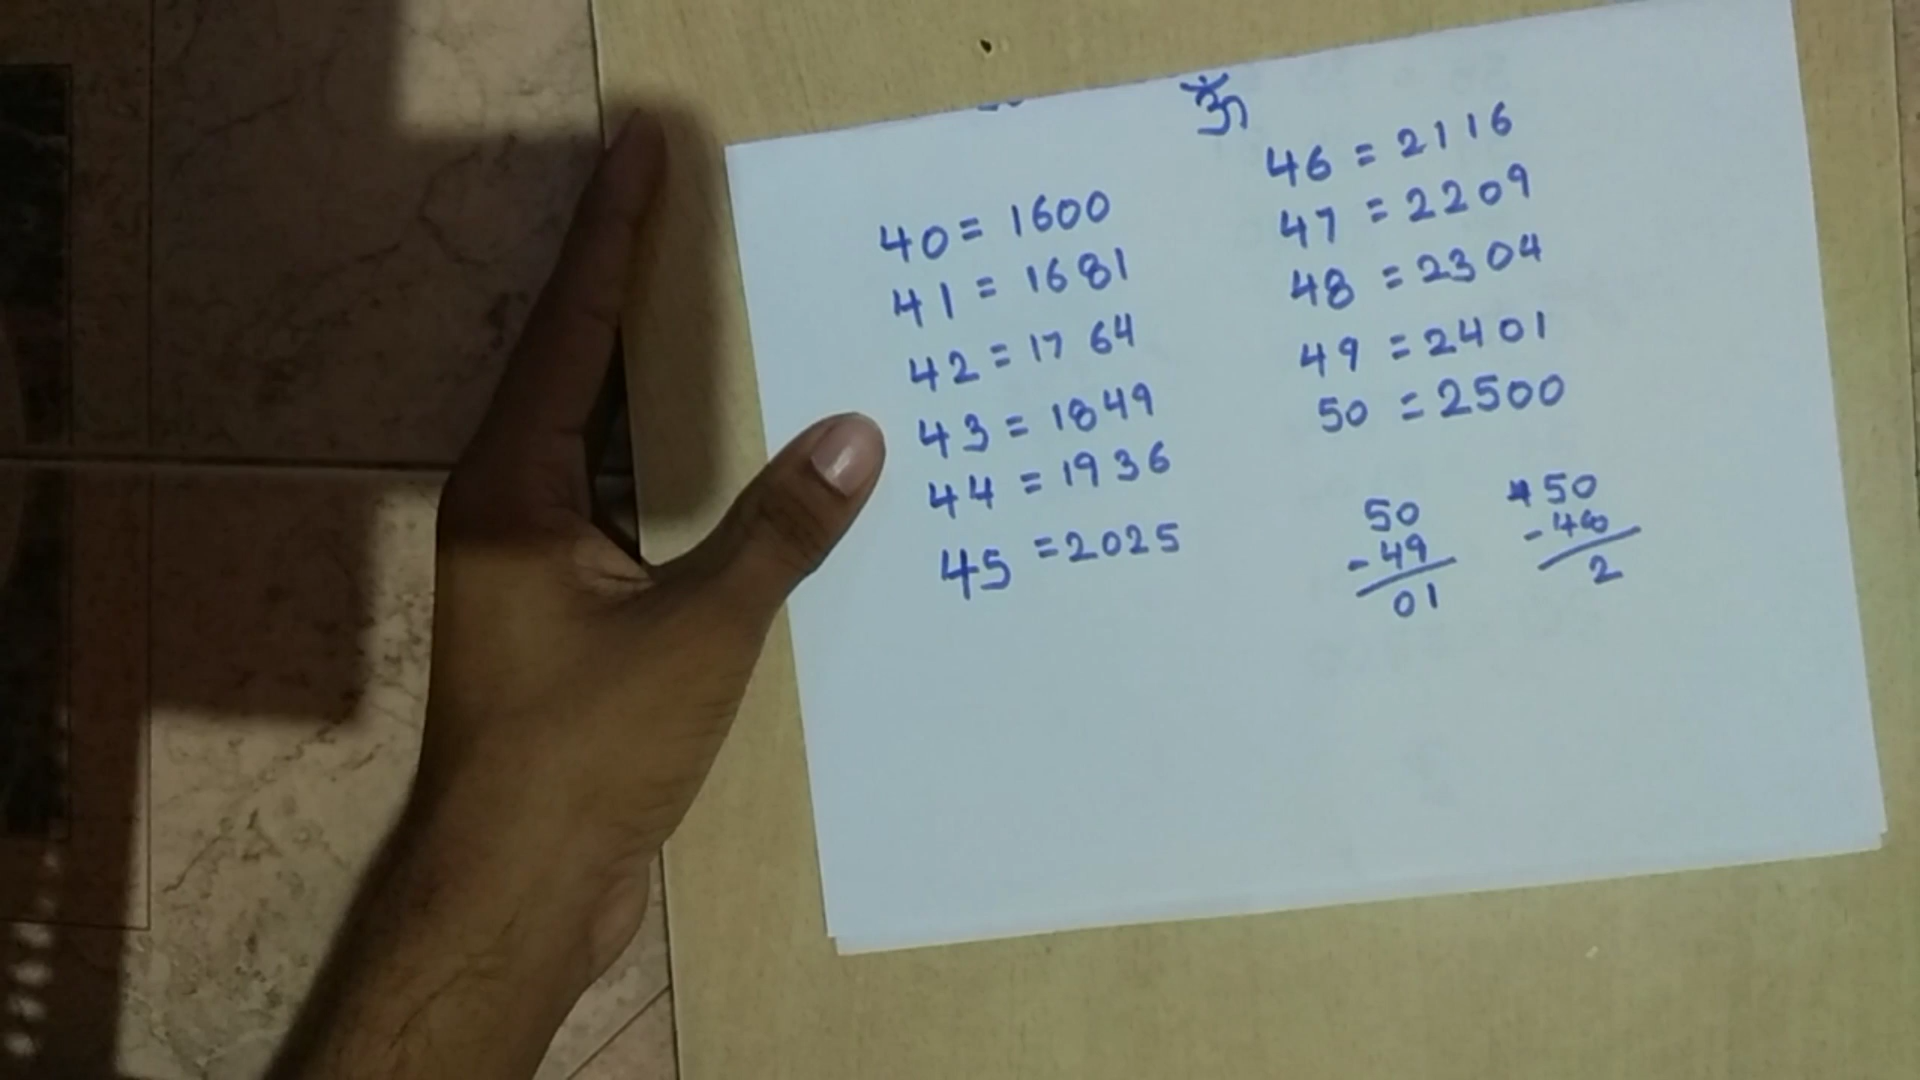 ॐ
40 = 1600
41 = 1681
42 = 1764
43 = 1849
44 = 1936
45 = 2025
46 = 2116
47 = 2209
48 = 2304
49 = 2401
50 = 2500
50
- 49
01
50
- 48
2